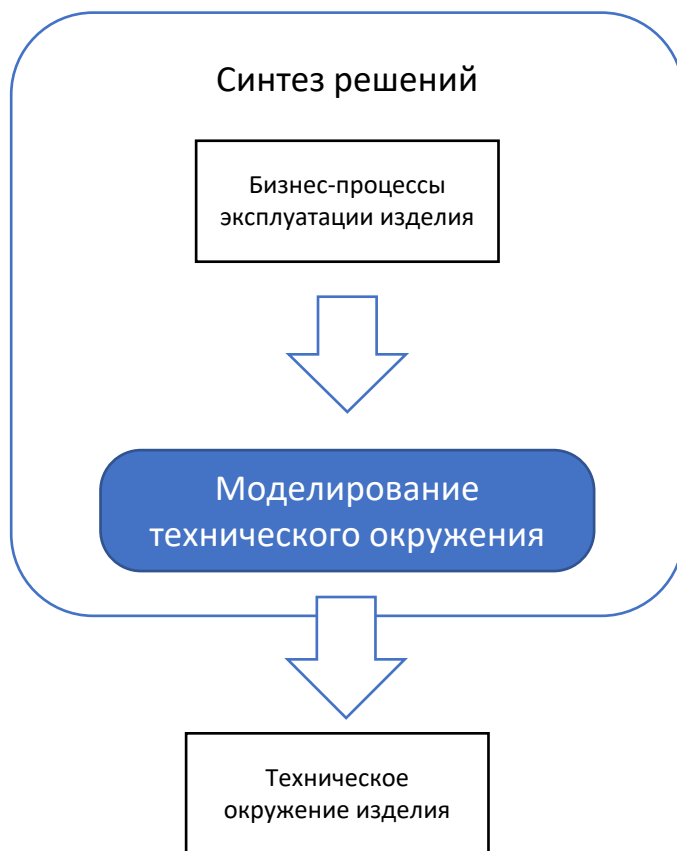 Синтез решений
Бизнес-процессы
эксплуатации изделия
Моделирование
технического окружения
Техническое
окружение изделия